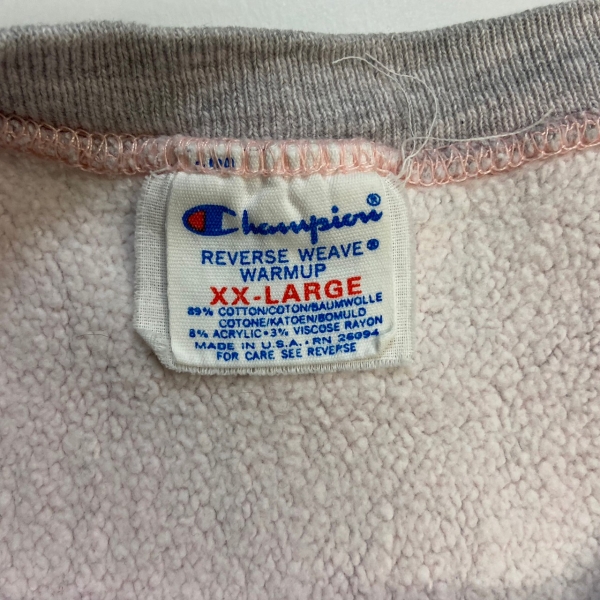 Champion®
REVERSE WEAVE®
WARMUP
XX-LARGE
89% COTTON/COTON/BAUMWOLLE
COTONE/KATOEN/BOMULD
8% ACRYLIC•3% VISCOSE RAYON
MADE IN U.S.A.•RN 26094
FOR CARE SEE REVERSE